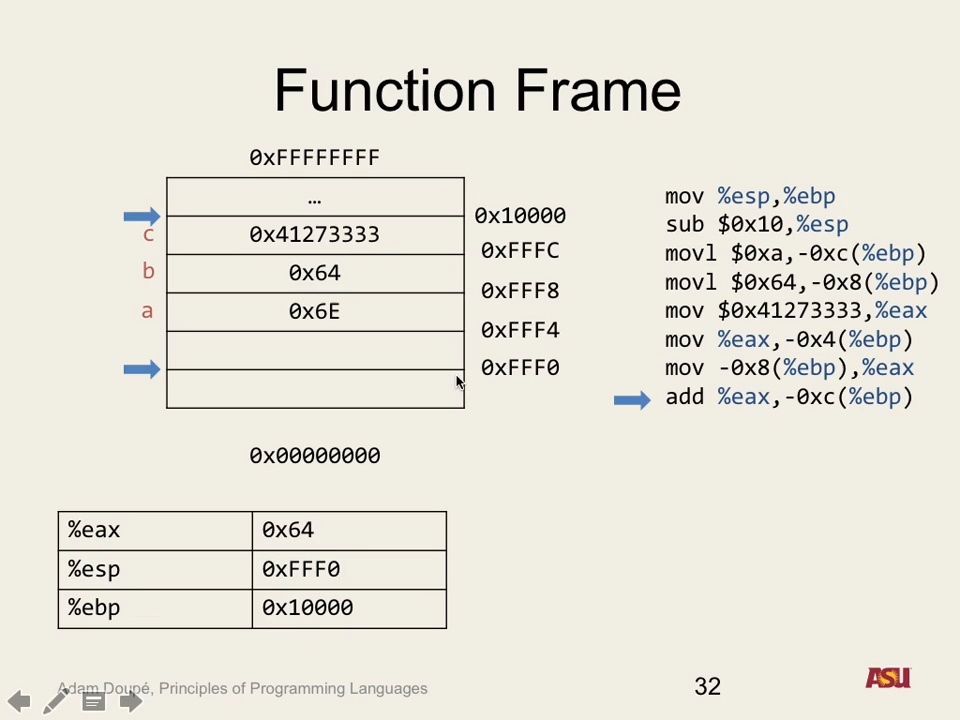 Function Frame
0xFFFFFFFF
…
0x10000
c
0x41273333
0xFFFC
b
0x64
0xFFF8
a
0x6E
0xFFF4
0xFFF0
0x00000000
mov %esp,%ebp
sub $0x10,%esp
movl $0xa,-0xc(%ebp)
movl $0x64,-0x8(%ebp)
mov $0x41273333,%eax
mov %eax,-0x4(%ebp)
mov -0x8(%ebp),%eax
add %eax,-0xc(%ebp)
%eax 0x64
%esp 0xFFF0
%ebp 0x10000
Adam Doupé, Principles of Programming Languages
32
ASU